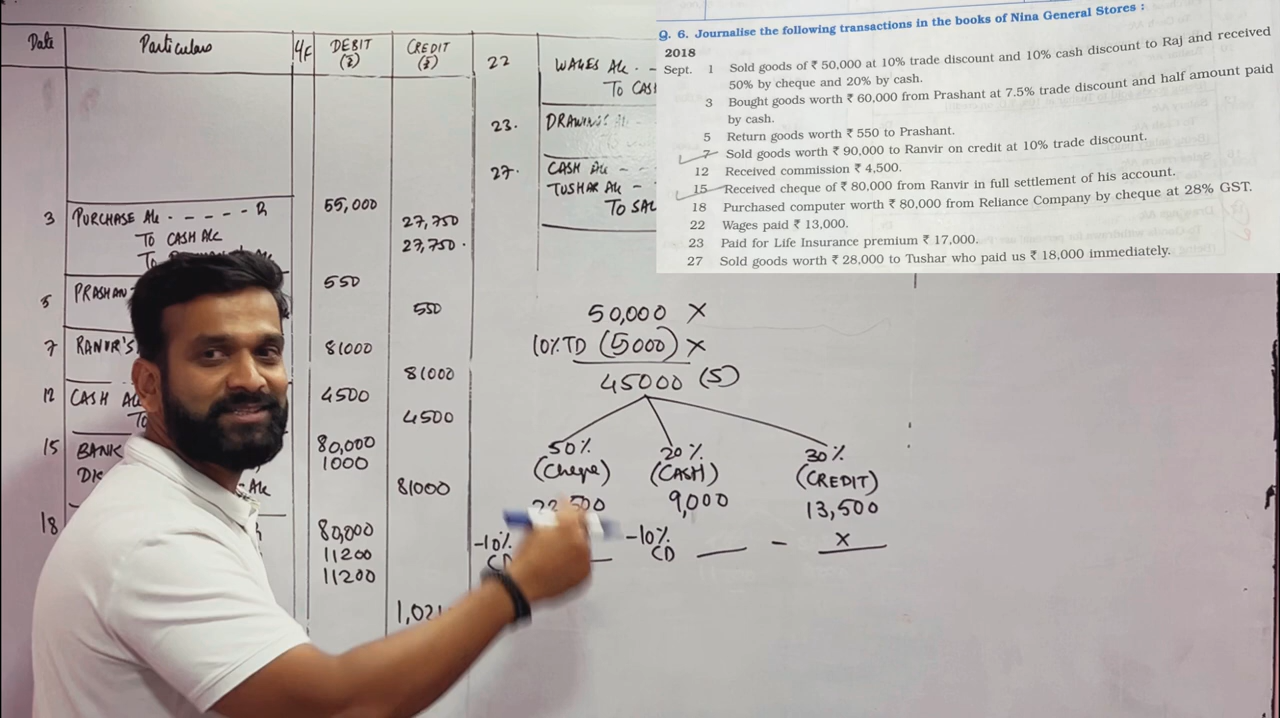 Date Particulars DEBIT CREDIT
(₹) (₹)
3 PURCHASE A/c. - - - - - - 55,000
TO CASH A/c 27,750
TO 27,750.
5 550
550
7 RANVIR'S 81000
81000
12 CASH 4500
TO 4500
15 BANK 80,000
1000
A/c 81000
18 80,000
11200
11200
22 WAGES A/c. -
TO
23. DRAWINGS
27. CASH A/c - -
TUSHAR A/c -
TO
Q. 6. Journalise the following transactions in the books of Nina General Stores :
2018
Sept. 1 Sold goods of ₹ 50,000 at 10% trade discount and 10% cash discount to Raj and received
50% by cheque and 20% by cash.
3 Bought goods worth ₹ 60,000 from Prashant at 7.5% trade discount and half amount paid
by cash.
5 Return goods worth ₹ 550 to Prashant.
7 Sold goods worth ₹ 90,000 to Ranvir on credit at 10% trade discount.
12 Received commission ₹ 4,500.
15 Received cheque of ₹ 80,000 from Ranvir in full settlement of his account.
18 Purchased computer worth ₹ 80,000 from Reliance Company by cheque at 28% GST.
22 Wages paid ₹ 13,000.
23 Paid for Life Insurance premium ₹ 17,000.
27 Sold goods worth ₹ 28,000 to Tushar who paid us ₹ 18,000 immediately.
50,000 X
10% TD (5000) X
45000 (S)
50% 20% 30%
(CASH) (CREDIT)
9,000 13,500
-10% -10% - X
CD CD